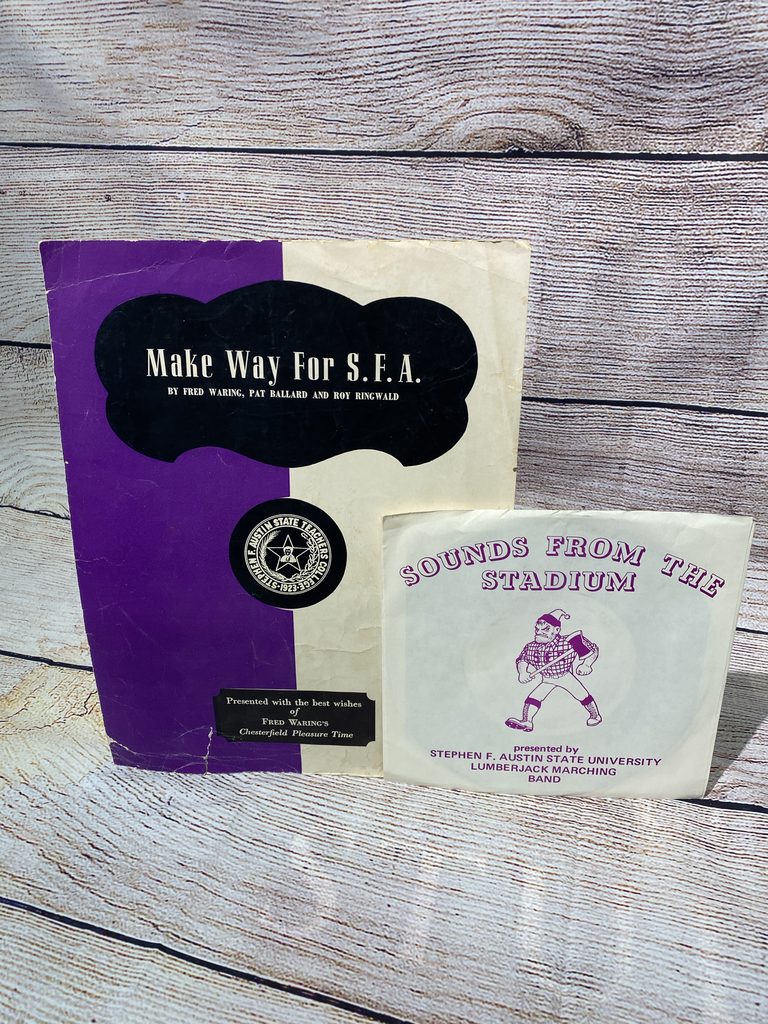 Make Way For S.F.A.
BY FRED WARING, PAT BALLARD AND ROY RINGWALD
STEPHEN F. AUSTIN STATE TEACHERS COLLEGE
·1923·
Presented with the best wishes
of
FRED WARING'S
Chesterfield Pleasure Time
SOUNDS FROM THE
STADIUM
presented by
STEPHEN F. AUSTIN STATE UNIVERSITY
LUMBERJACK MARCHING
BAND